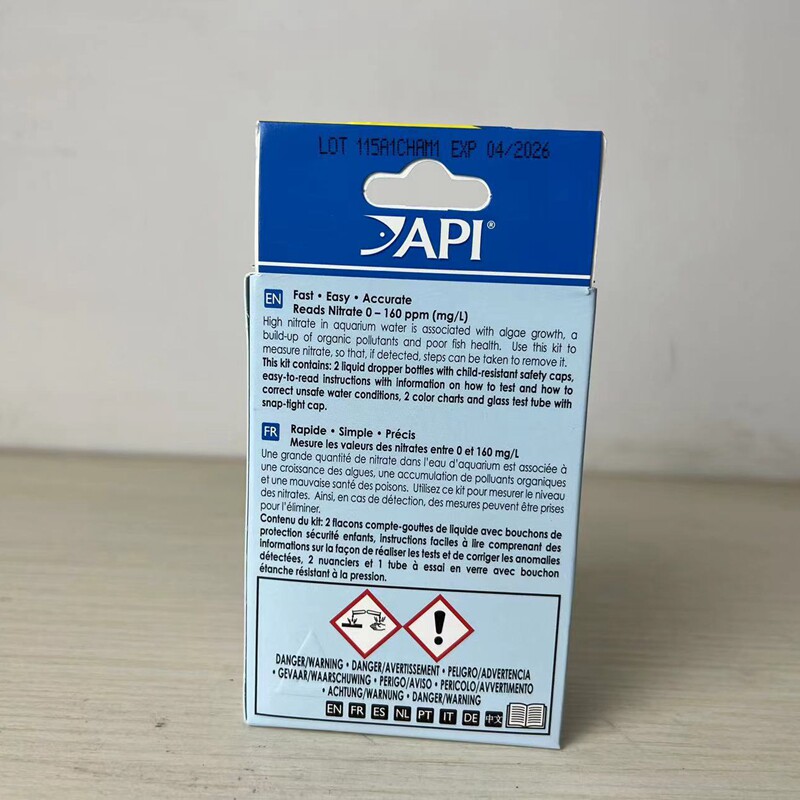 LOT 115A1CHAM1 EXP 04/2026
API®
EN Fast • Easy • Accurate
Reads Nitrate 0 – 160 ppm (mg/L)
High nitrate in aquarium water is associated with algae growth, a
build-up of organic pollutants and poor fish health. Use this kit to
measure nitrate, so that, if detected, steps can be taken to remove it.
This kit contains: 2 liquid dropper bottles with child-resistant safety caps,
easy-to-read instructions with information on how to test and how to
correct unsafe water conditions, 2 color charts and glass test tube with
snap-tight cap.
FR Rapide • Simple • Précis
Mesure les valeurs des nitrates entre 0 et 160 mg/L
Une grande quantité de nitrate dans l'eau d'aquarium est associée à
une croissance des algues, une accumulation de polluants organiques
et une mauvaise santé des poisons. Utilisez ce kit pour mesurer le niveau
des nitrates. Ainsi, en cas de détection, des mesures peuvent être prises
pour l'éliminer.
Contenu du kit: 2 flacons compte-gouttes de liquide avec bouchons de
protection sécurité enfants, instructions faciles à lire comprenant des
informations sur la façon de réaliser les tests et de corriger les anomalies
détectées, 2 nuanciers et 1 tube à essai en verre avec bouchon
étanche résistant à la pression.
DANGER/WARNING • DANGER/AVERTISSEMENT • PELIGRO/ADVERTENCIA
• GEVAAR/WAARSCHUWING • PERIGO/AVISO • PERICOLO/AVVERTIMENTO
• ACHTUNG/WARNUNG • DANGER/WARNING
EN FR ES NL PT IT DE 中文